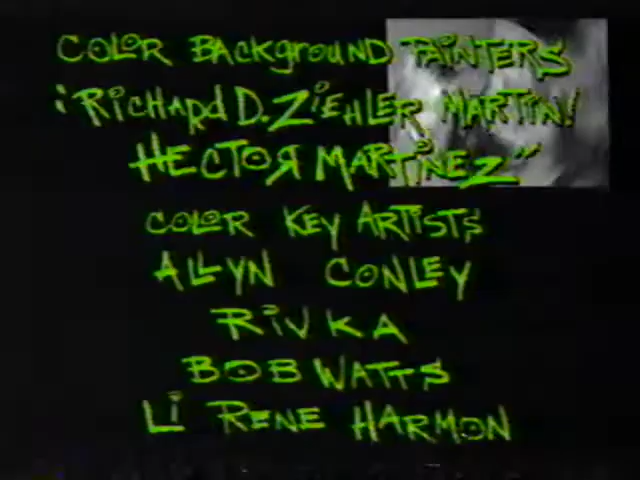 COLOR BACKgROUND PAiNTERS
¡RiCHARd D. ZiEHLER MARTiN!
HECTOR MARTiNEZ"
COLOR KEY ARTiSTS
ALLYN CONLEY
RiVKA
BOB WATTS
Li RENE HARMON